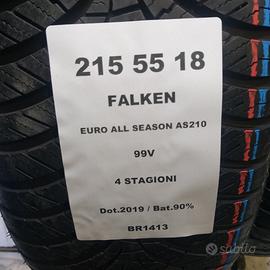 215 55 18
FALKEN
EURO ALL SEASON AS210
99V
4 STAGIONI
Dot.2019 / Bat.90%
BR1413
subito